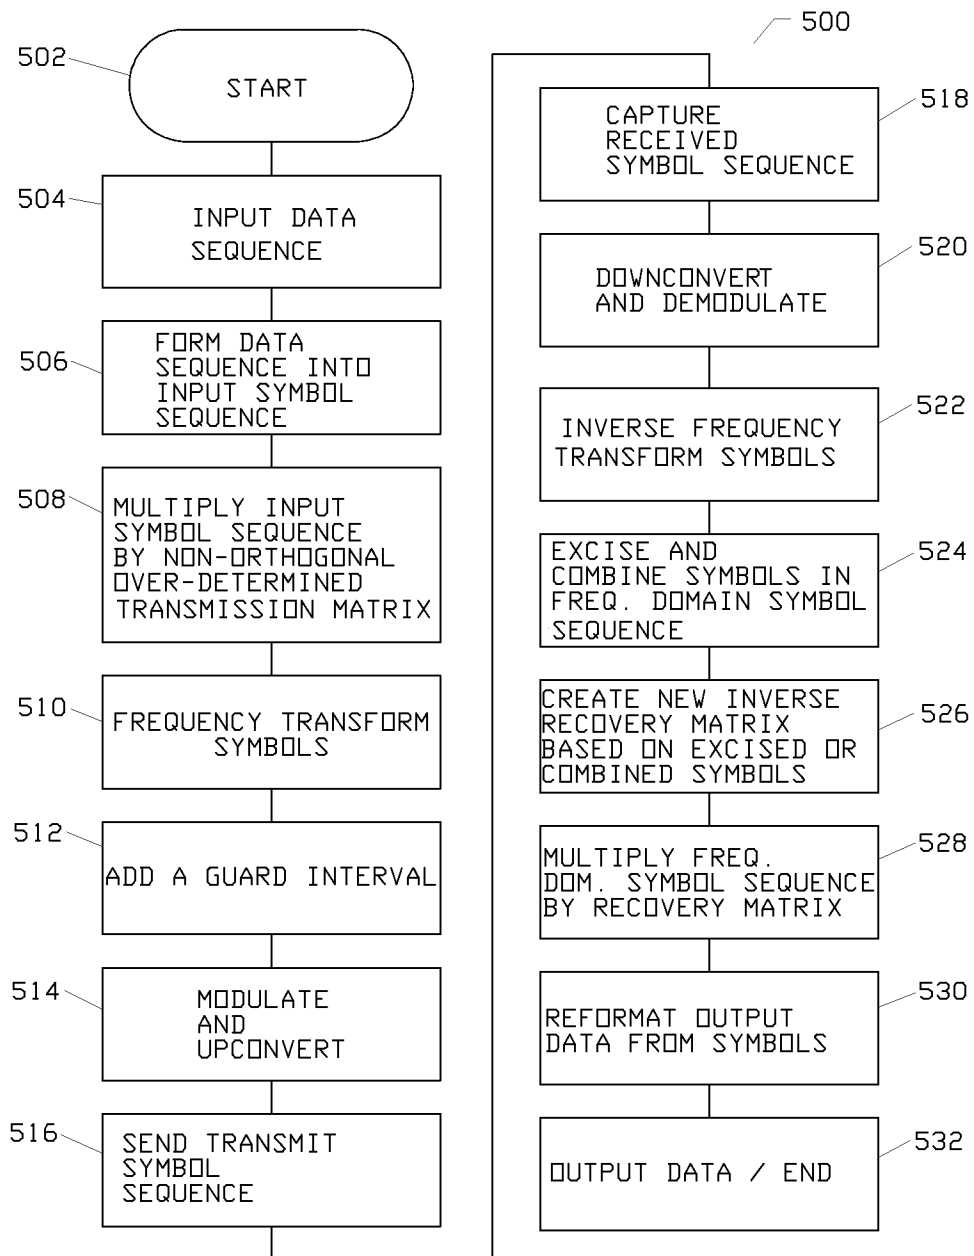 500
502
START
504
INPUT DATA
SEQUENCE
506
FORM DATA
SEQUENCE INTO
INPUT SYMBOL
SEQUENCE
508
MULTIPLY INPUT
SYMBOL SEQUENCE
BY NON-ORTHOGONAL
OVER-DETERMINED
TRANSMISSION MATRIX
510
FREQUENCY TRANSFORM
SYMBOLS
512
ADD A GUARD INTERVAL
514
MODULATE
AND
UPCONVERT
516
SEND TRANSMIT
SYMBOL
SEQUENCE
518
CAPTURE
RECEIVED
SYMBOL SEQUENCE
520
DOWNCONVERT
AND DEMODULATE
522
INVERSE FREQUENCY
TRANSFORM SYMBOLS
524
EXCISE AND
COMBINE SYMBOLS IN
FREQ. DOMAIN SYMBOL
SEQUENCE
526
CREATE NEW INVERSE
RECOVERY MATRIX
BASED ON EXCISED OR
COMBINED SYMBOLS
528
MULTIPLY FREQ.
DOM. SYMBOL SEQUENCE
BY RECOVERY MATRIX
530
REFORMAT OUTPUT
DATA FROM SYMBOLS
532
OUTPUT DATA / END